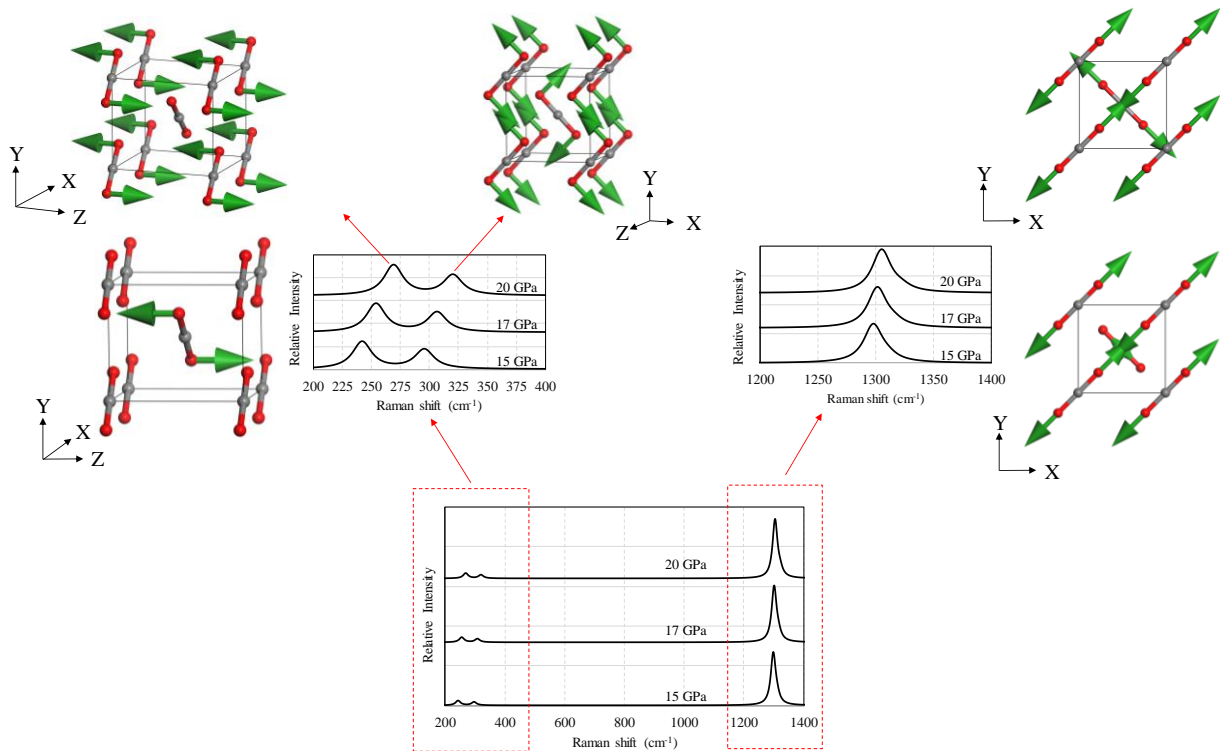 Y
X
Z
Y
Z
X
Y
X
Relative Intensity
20 GPa
17 GPa
15 GPa
200 225 250 275 300 325 350 375 400
Raman shift (cm⁻¹)
Relative Intensity
20 GPa
17 GPa
15 GPa
1200 1250 1300 1350 1400
Raman shift (cm⁻¹)
Y
X
Z
Y
X
Relative Intensity
20 GPa
17 GPa
15 GPa
200 400 600 800 1000 1200 1400
Raman shift (cm⁻¹)